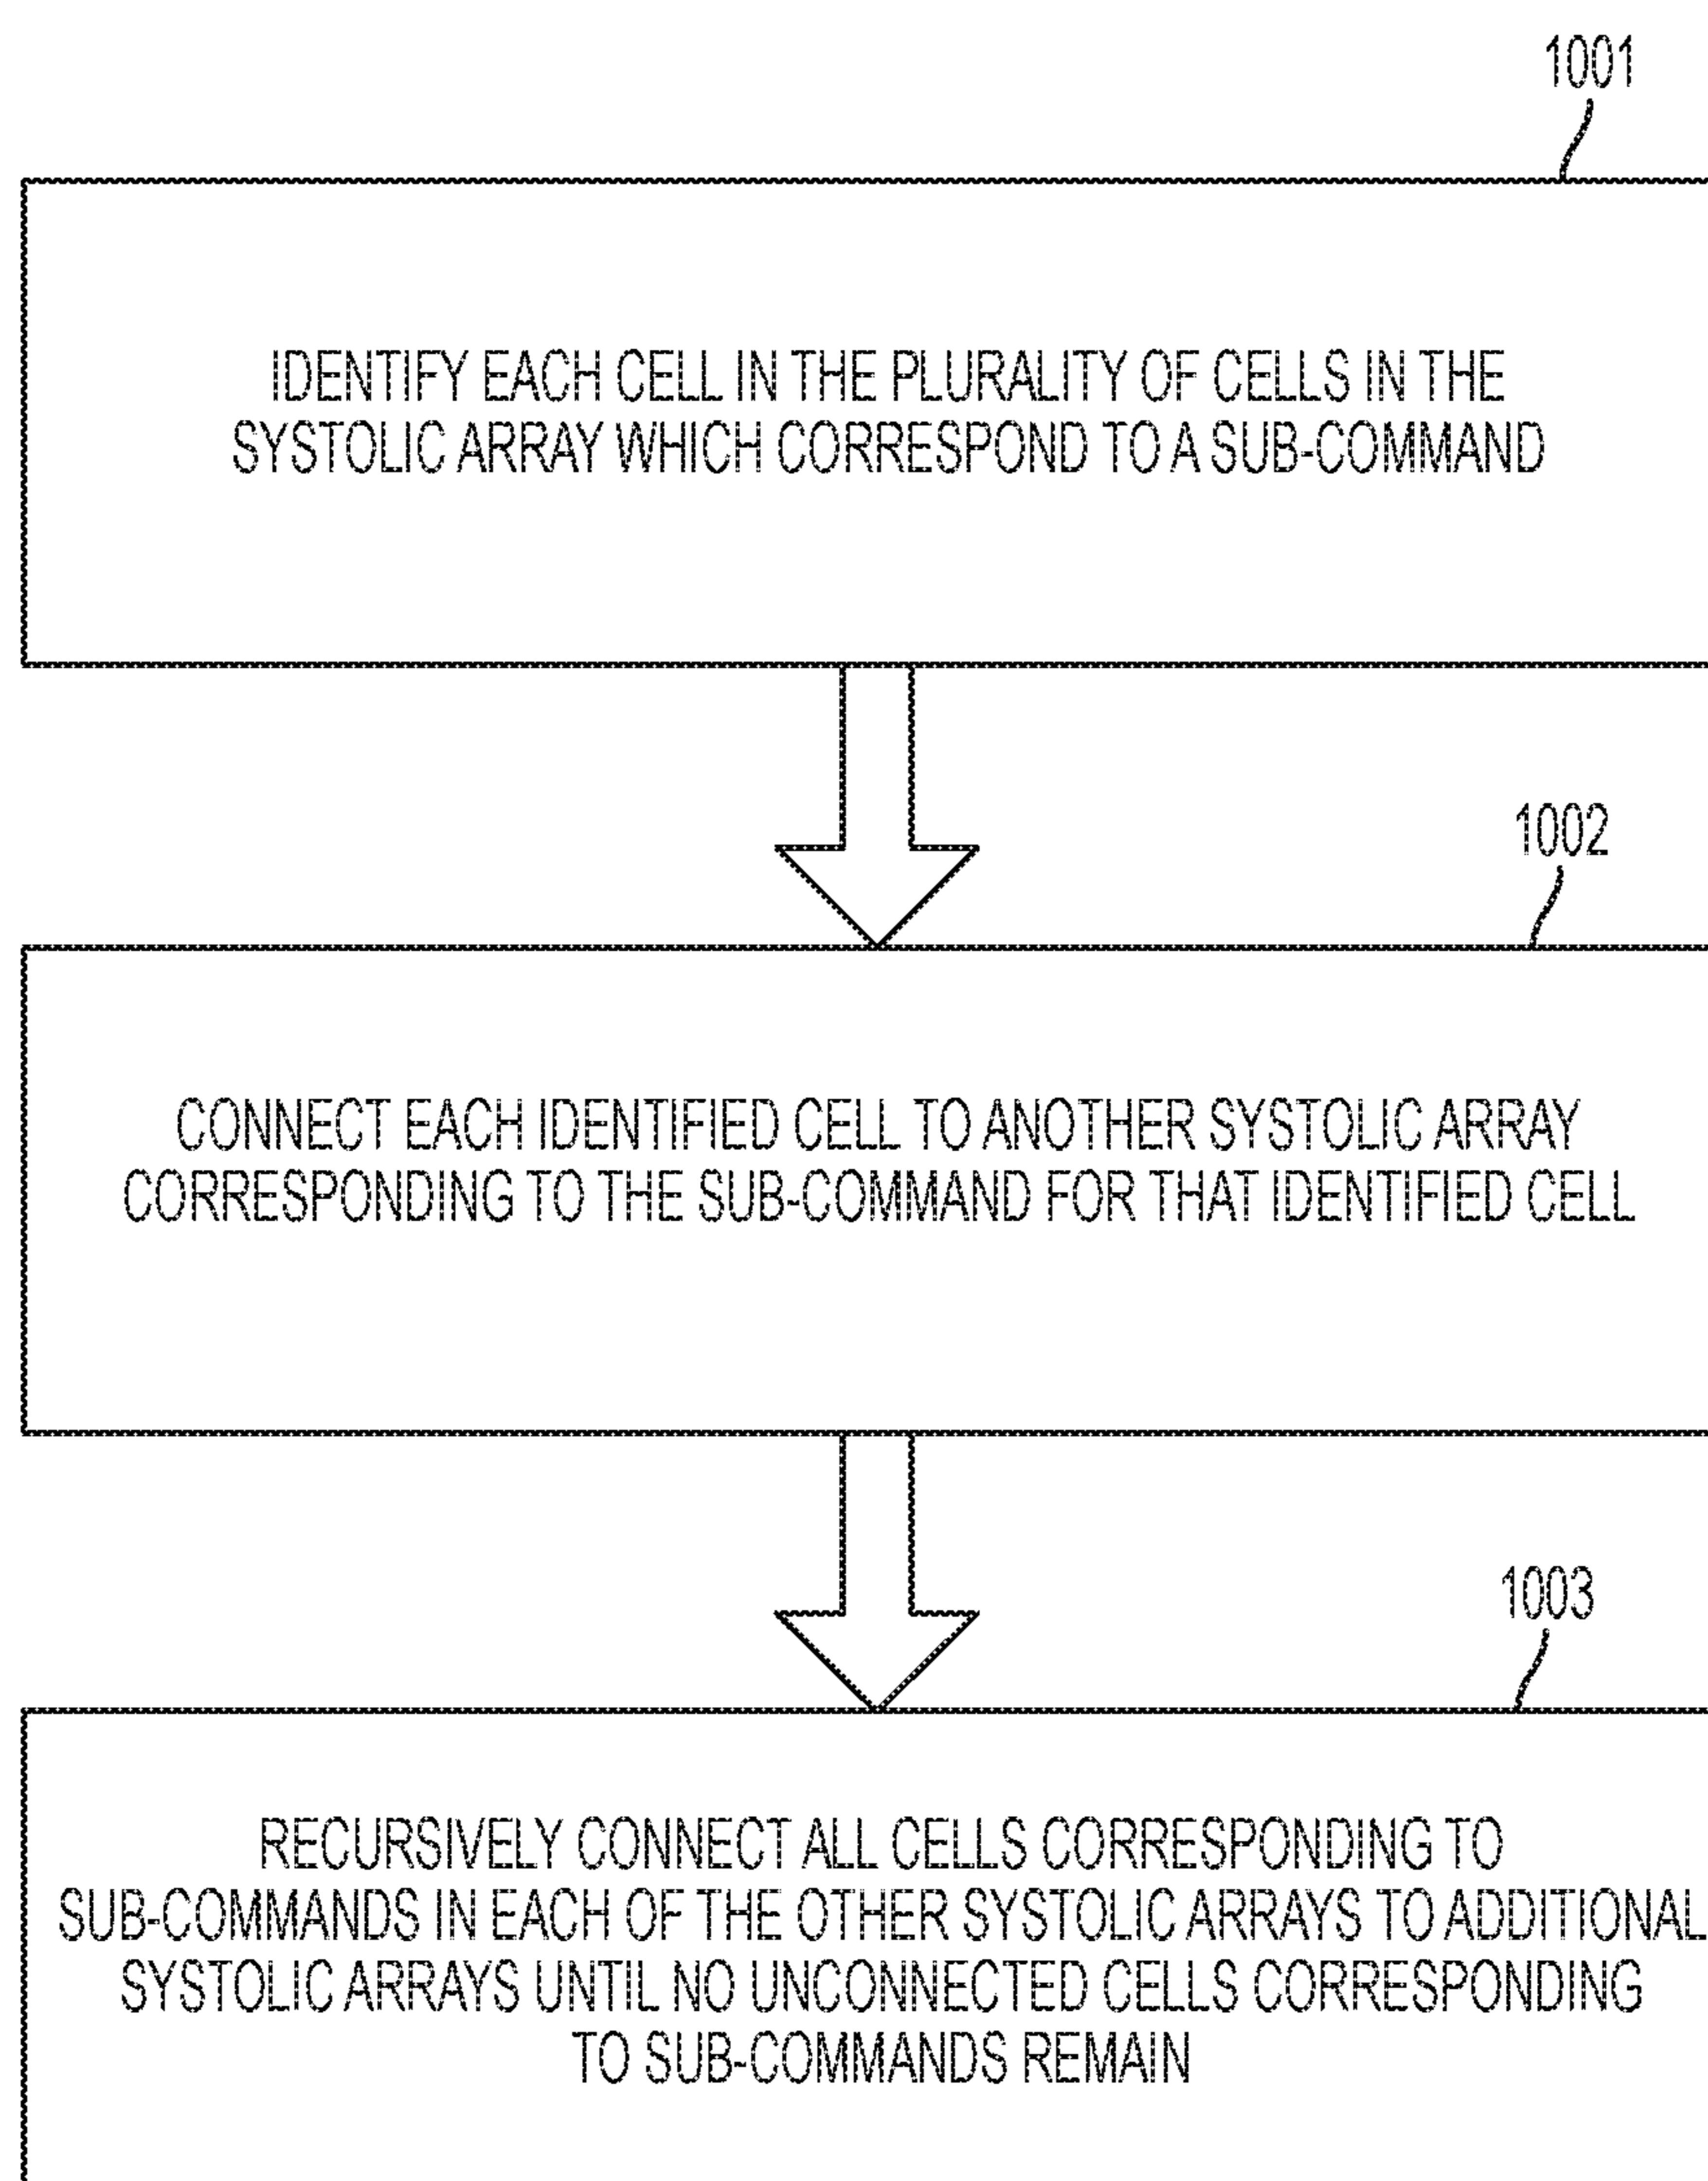 1001
IDENTIFY EACH CELL IN THE PLURALITY OF CELLS IN THE
SYSTOLIC ARRAY WHICH CORRESPOND TO A SUB-COMMAND
1002
CONNECT EACH IDENTIFIED CELL TO ANOTHER SYSTOLIC ARRAY
CORRESPONDING TO THE SUB-COMMAND FOR THAT IDENTIFIED CELL
1003
RECURSIVELY CONNECT ALL CELLS CORRESPONDING TO
SUB-COMMANDS IN EACH OF THE OTHER SYSTOLIC ARRAYS TO ADDITIONAL
SYSTOLIC ARRAYS UNTIL NO UNCONNECTED CELLS CORRESPONDING
TO SUB-COMMANDS REMAIN